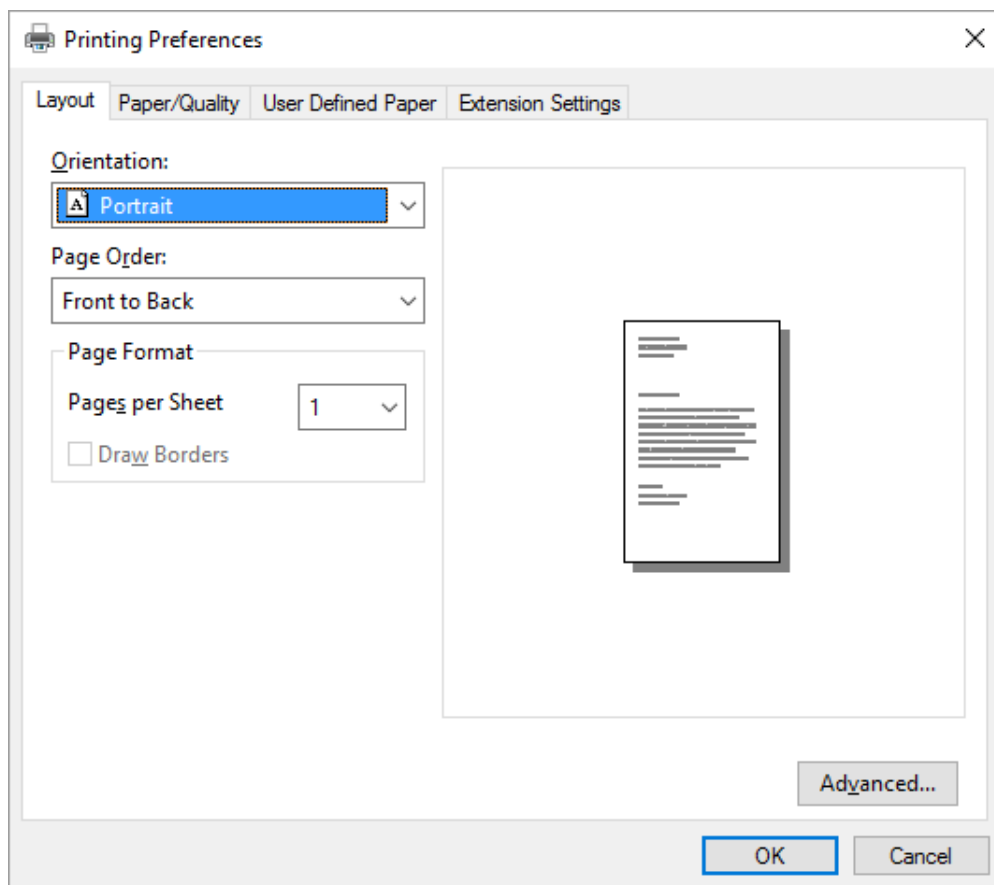 Printing Preferences
Layout Paper/Quality User Defined Paper Extension Settings
Orientation:
A Portrait
Page Order:
Front to Back
Page Format
Pages per Sheet 1
Draw Borders
Advanced...
OK Cancel